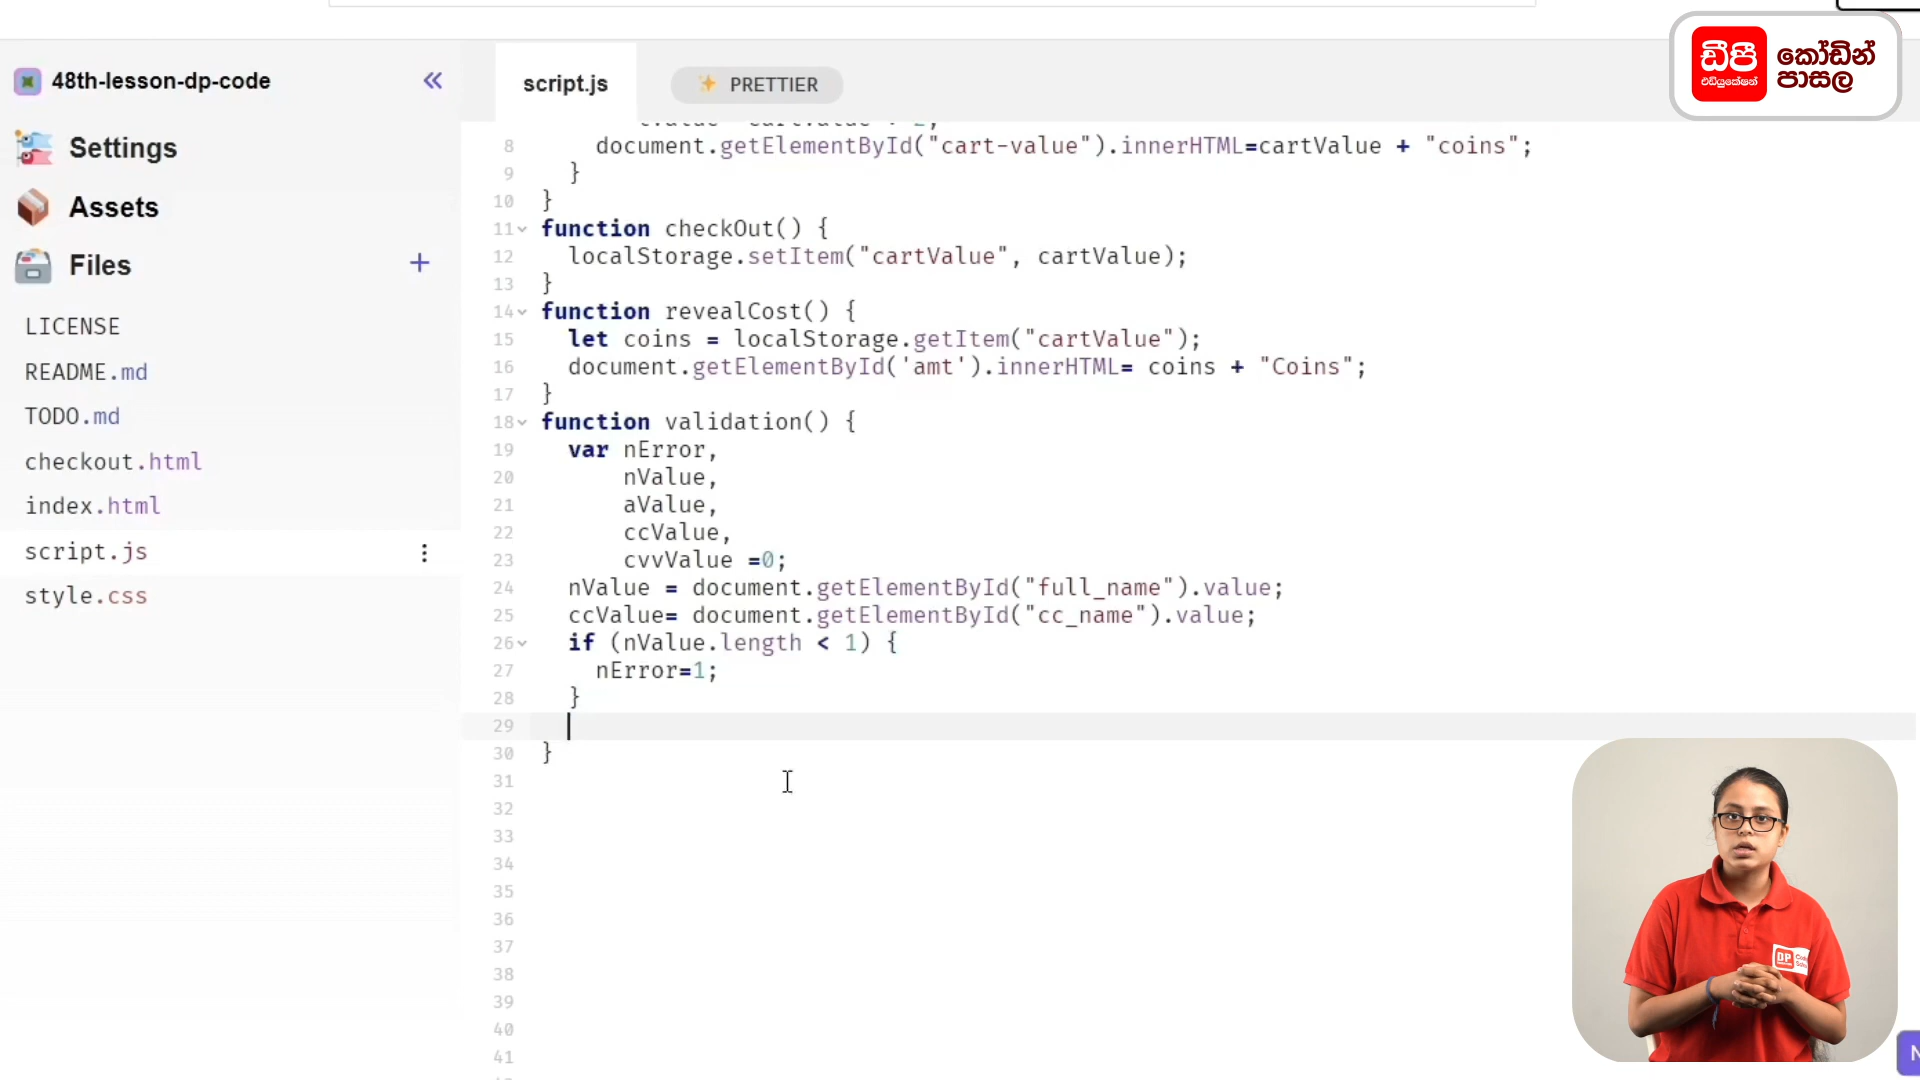 ඩීපී
එඩියුකේෂන්
කෝඩින්
පාසල
48th-lesson-dp-code
«
script.js
✨ PRETTIER
Settings
Assets
Files
+
LICENSE
README.md
TODO.md
checkout.html
index.html
script.js
style.css
8 document.getElementById("cart-value").innerHTML=cartValue + "coins";
9 }
10 }
11 function checkOut() {
12 localStorage.setItem("cartValue", cartValue);
13 }
14 function revealCost() {
15 let coins = localStorage.getItem("cartValue");
16 document.getElementById('amt').innerHTML= coins + "Coins";
17 }
18 function validation() {
19 var nError,
20 nValue,
21 aValue,
22 ccValue,
23 cvvValue =0;
24 nValue = document.getElementById("full_name").value;
25 ccValue= document.getElementById("cc_name").value;
26 if (nValue.length < 1) {
27 nError=1;
28 }
29
30 }
31
32
33
34
35
36
37
38
39
40
41
DP